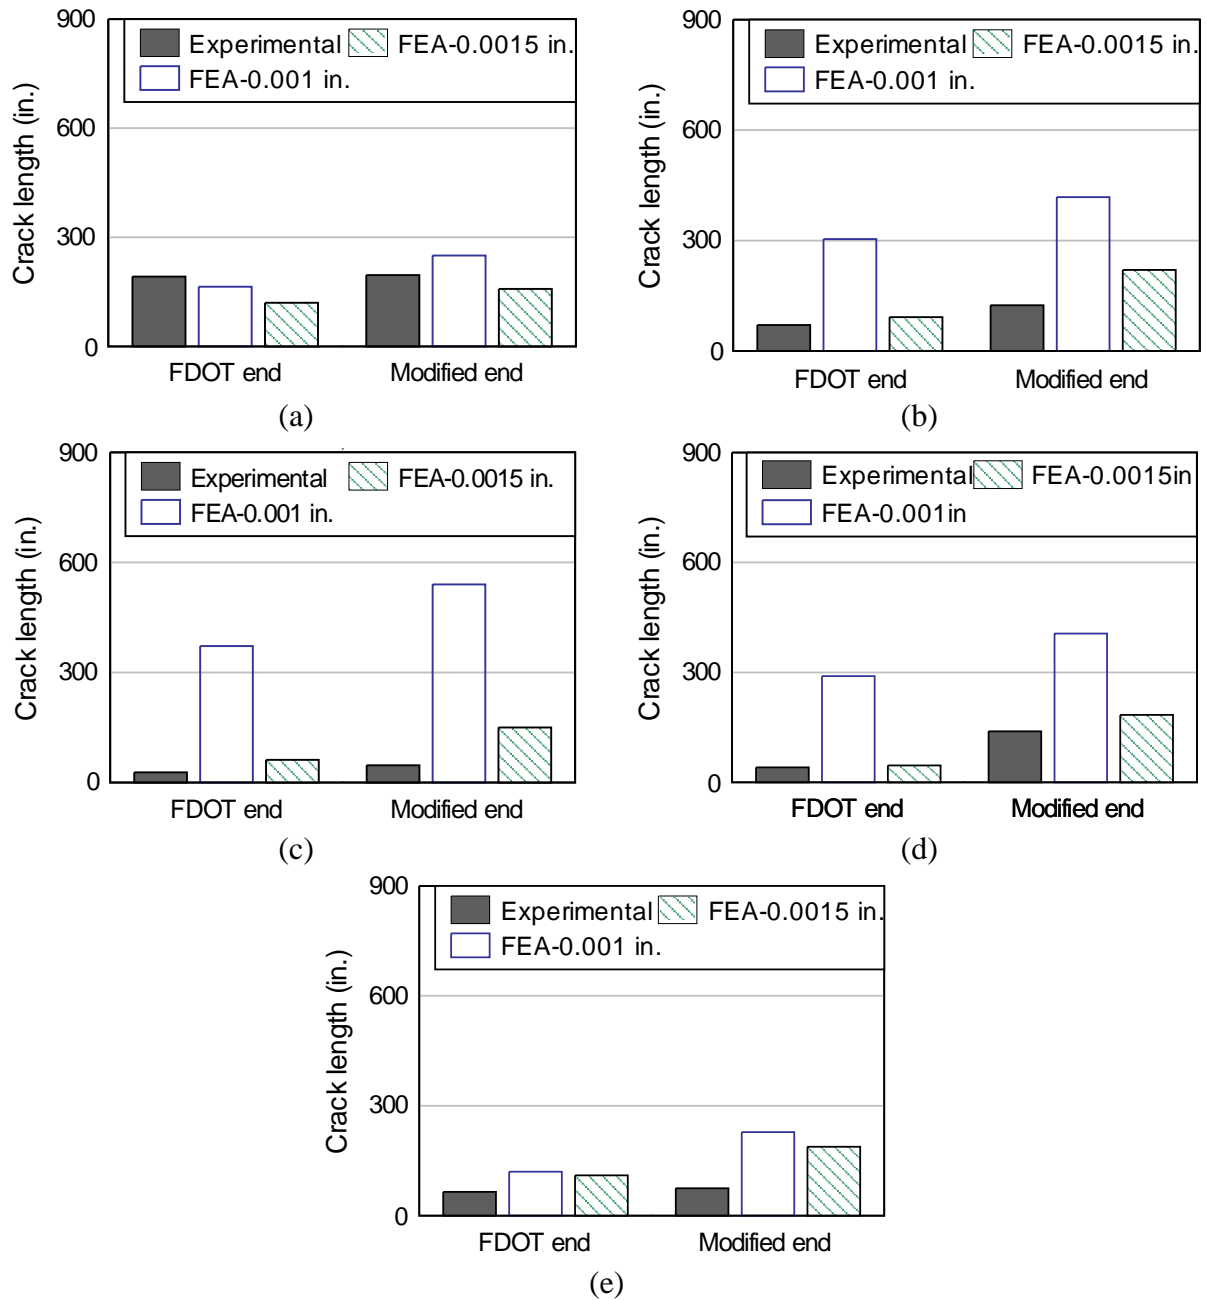 900
600
300
0
Crack length (in.)
Experimental FEA-0.0015 in.
FEA-0.001 in.
FDOT end Modified end
(a)
900
600
300
0
Crack length (in.)
Experimental FEA-0.0015 in.
FEA-0.001 in.
FDOT end Modified end
(b)
900
600
300
0
Crack length (in.)
Experimental FEA-0.0015 in.
FEA-0.001 in.
FDOT end Modified end
(c)
900
600
300
0
Crack length (in.)
Experimental FEA-0.0015in
FEA-0.001in
FDOT end Modified end
(d)
900
600
300
0
Crack length (in.)
Experimental FEA-0.0015 in.
FEA-0.001 in.
FDOT end Modified end
(e)